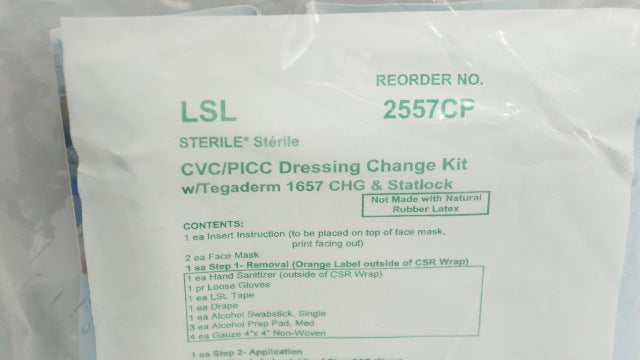 REORDER NO.
LSL 2557CP
STERILE* Stérile
CVC/PICC Dressing Change Kit
w/Tegaderm 1657 CHG & Statlock
Not Made with Natural
Rubber Latex
CONTENTS:
1 ea Insert Instruction (to be placed on top of face mask,
print facing out)
2 ea Face Mask
1 ea Step 1- Removal (Orange Label outside of CSR Wrap)
1 ea Hand Sanitizer (outside of CSR Wrap)
1 pr Loose Gloves
1 ea LSL Tape
1 ea Drape
1 ea Alcohol Swabstick, Single
3 ea Alcohol Prep Pad, Med
4 ea Gauze 4"x 4" Non-Woven
1 ea Step 2- Application